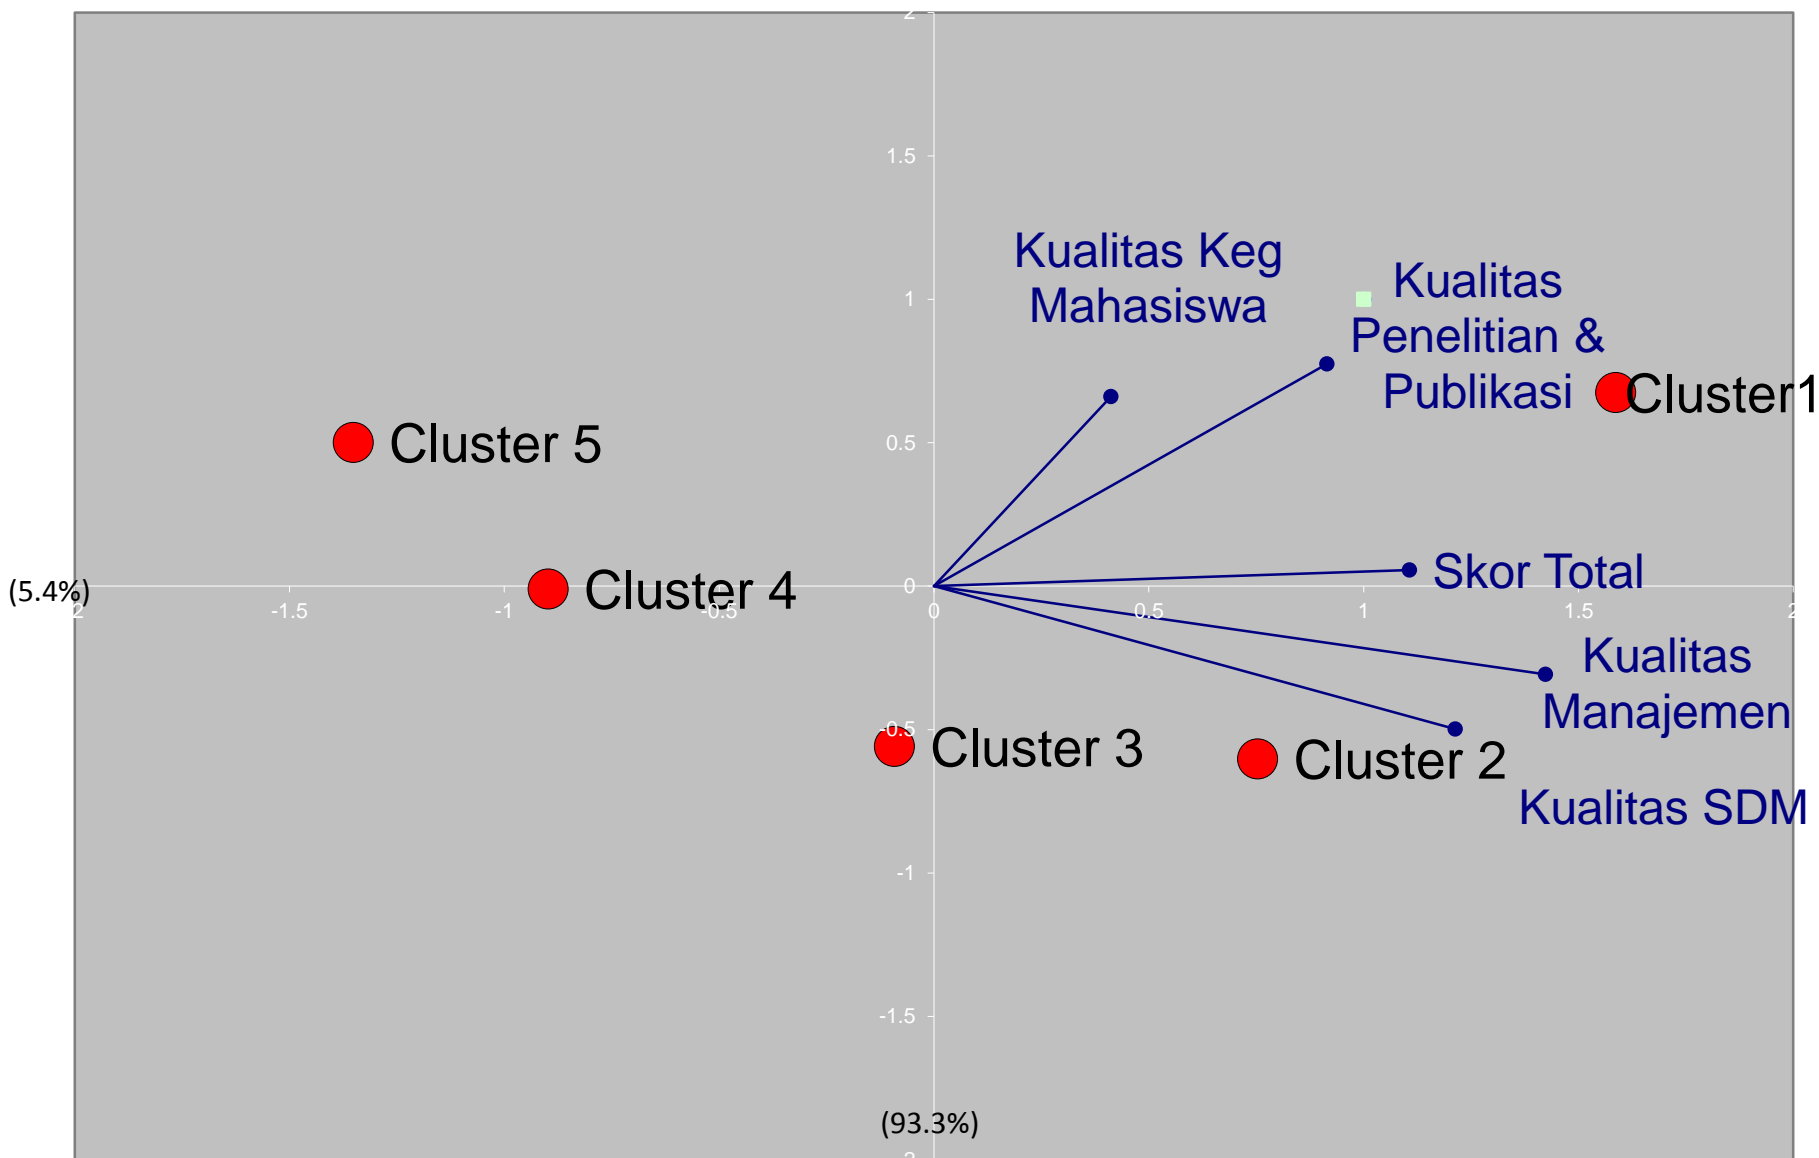 2
1.5
Kualitas Keg
Mahasiswa
1
Kualitas
Penelitian &
Publikasi
Cluster1
Cluster 5
0.5
(5.4%)
Cluster 4
0
Skor Total
2
-1.5
-1
-0.5
0
0.5
1
1.5
2
Kualitas
Manajemen
-0.5
Cluster 3
Cluster 2
Kualitas SDM
-1
-1.5
(93.3%)